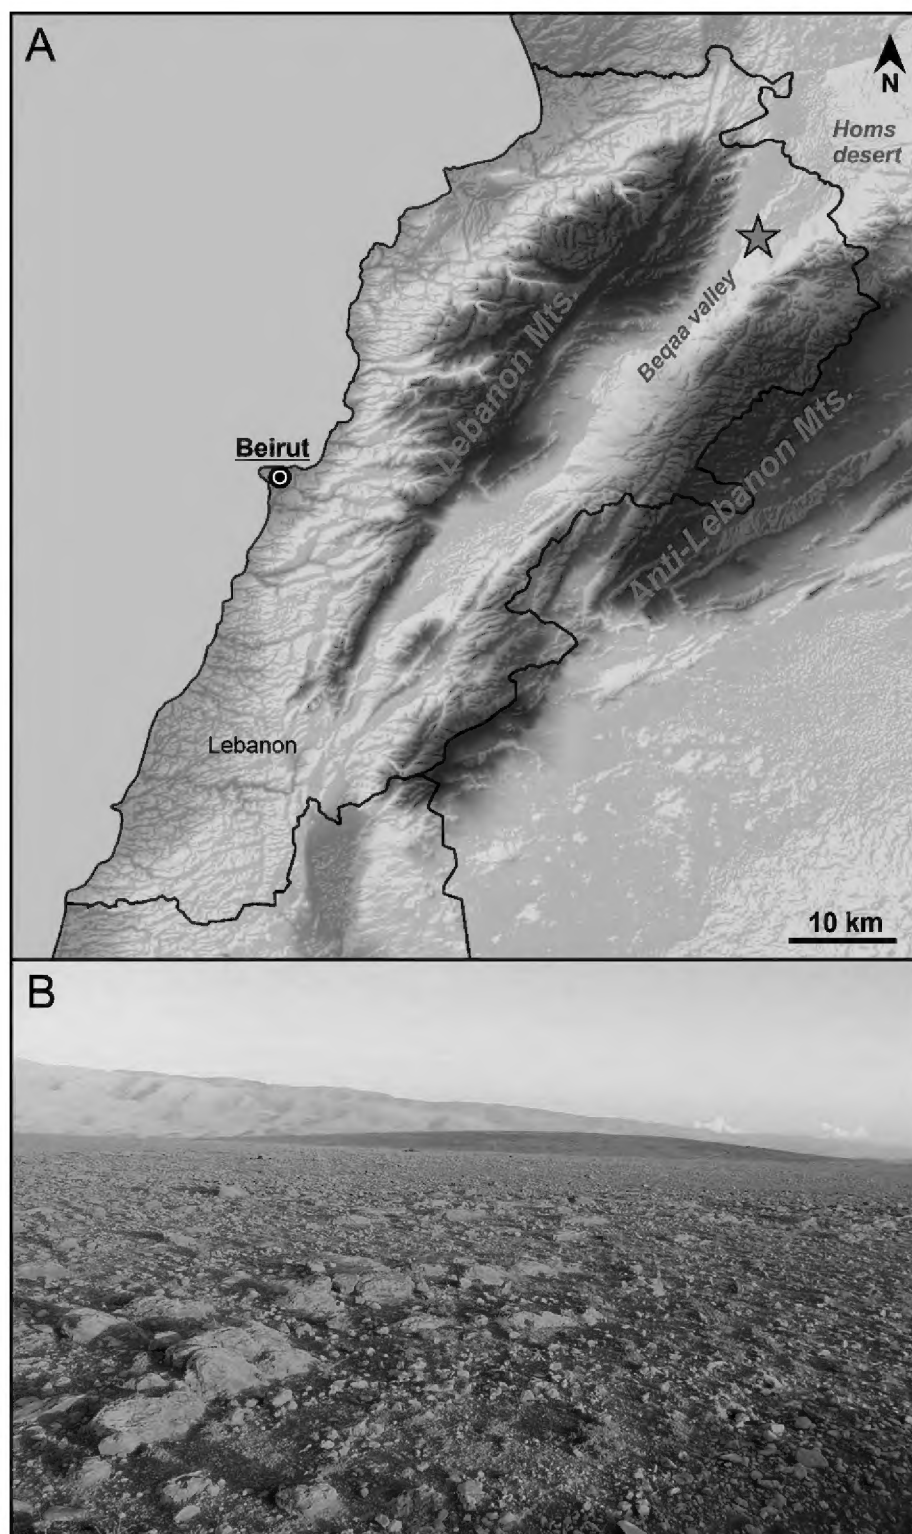 A
N
Homs
desert
Beqaa valley
Lebanon Mts.
Beirut
Anti-Lebanon Mts.
Lebanon
10 km
B